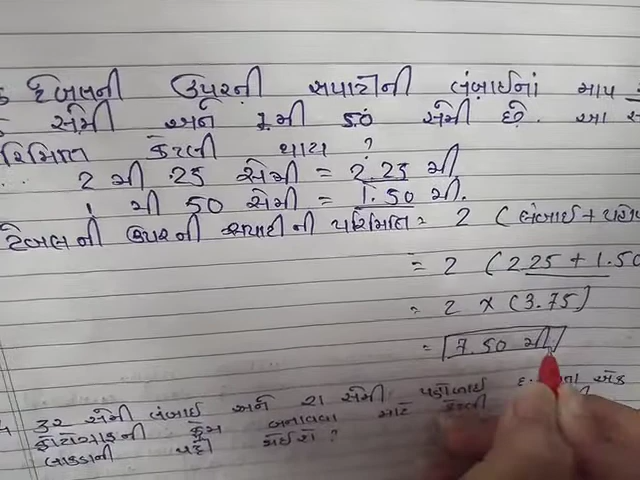 ટેબલની ઉપરની સપાટીની લંબાઈનાં માપ
સેમી અને 1 મી 50 સેમી છે. આ
રિમિતિ કેટલી થાય ?
2 મી 25 સેમી = 2.25 મી
1 મી 50 સેમી = 1.50 મી.
ટેબલની ઉપરની સપાટીની પરિમિતિ = 2 (લંબાઈ + પહો
= 2 (2.25 + 1.50
= 2 × (3.75)
= 7.50 મી.
32 સેમી લંબાઈ અને 21 સેમી પહોળાઈ એક
ફોટોગ્રાફની ફ્રેમ બનાવવા માટે કેટલી
લાકડાની પટ્ટી જોઈશે ?